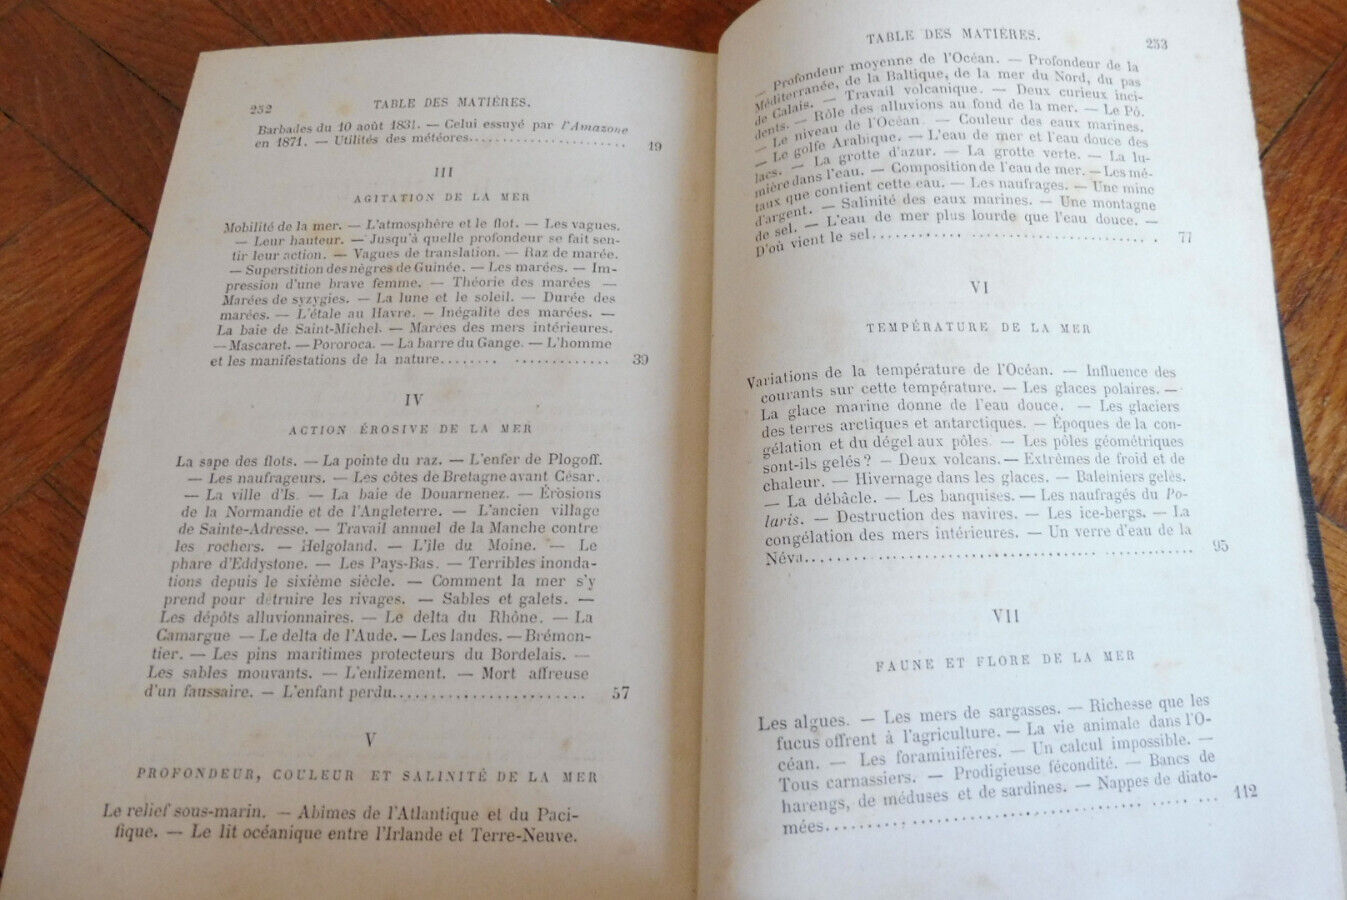 252
TABLE DES MATIÈRES.
Barbades du 10 août 1831. — Celui essuyé par l'Amazone
en 1871. — Utilités des météores. . . . . . . . . . . . . . . . . . . . . . 19
III
AGITATION DE LA MER
Mobilité de la mer. — L'atmosphère et le flot. — Les vagues.
— Leur hauteur. — Jusqu'à quelle profondeur se fait sen-
tir leur action. — Vagues de translation. — Raz de marée.
— Superstition des nègres de Guinée. — Les marées. — Im-
pression d'une brave femme. — Théorie des marées —
Marées de syzygies. — La lune et le soleil. — Durée des
marées. — L'étale au Havre. — Inégalité des marées. —
La baie de Saint-Michel. — Marées des mers intérieures.
— Mascaret. — Pororoca. — La barre du Gange. — L'homme
et les manifestations de la nature. . . . . . . . . . . . . . . . . . . . . 39
IV
ACTION ÉROSIVE DE LA MER
La sape des flots. — La pointe du raz. — L'enfer de Plogoff.
— Les naufrageurs. — Les côtes de Bretagne avant César.
— La ville d'Is. — La baie de Douarnenez. — Érosions
de la Normandie et de l'Angleterre. — L'ancien village
de Sainte-Adresse. — Travail annuel de la Manche contre
les rochers. — Helgoland. — L'île du Moine. — Le
phare d'Eddystone. — Les Pays-Bas. — Terribles inonda-
tions depuis le sixième siècle. — Comment la mer s'y
prend pour détruire les rivages. — Sables et galets. —
Les dépôts alluvionnaires. — Le delta du Rhône. — La
Camargue — Le delta de l'Aude. — Les landes. — Brémon-
tier. — Les pins maritimes protecteurs du Bordelais. —
Les sables mouvants. — L'enlizement. — Mort affreuse
d'un faussaire. — L'enfant perdu. . . . . . . . . . . . . . . . . . . . . . . 57
V
PROFONDEUR, COULEUR ET SALINITÉ DE LA MER
Le relief sous-marin. — Abîmes de l'Atlantique et du Paci-
fique. — Le lit océanique entre l'Irlande et Terre-Neuve.
TABLE DES MATIÈRES.
253
— Profondeur moyenne de l'Océan. — Profondeur de la
Méditerranée, de la Baltique, de la mer du Nord, du pas
de Calais. — Travail volcanique. — Deux curieux inci-
dents. — Rôle des alluvions au fond de la mer. — Le Pô.
— Le niveau de l'Océan. — Couleur des eaux marines.
— Le golfe Arabique. — L'eau de mer et l'eau douce des
lacs. — La grotte d'azur. — La grotte verte. — La lu-
mière dans l'eau. — Composition de l'eau de mer. — Les mé-
taux que contient cette eau. — Les naufrages. — Une mine
d'argent. — Salinité des eaux marines. — Une montagne
de sel. — L'eau de mer plus lourde que l'eau douce. —
D'où vient le sel. . . . . . . . . . . . . . . . . . . . . . . . . . . . . 77
VI
TEMPÉRATURE DE LA MER
Variations de la température de l'Océan. — Influence des
courants sur cette température. — Les glaces polaires. —
La glace marine donne de l'eau douce. — Les glaciers
des terres arctiques et antarctiques. — Époques de la con-
gélation et du dégel aux pôles. — Les pôles géométriques
sont-ils gelés ? — Deux volcans. — Extrêmes de froid et de
chaleur. — Hivernage dans les glaces. — Baleiniers gelés.
— La débâcle. — Les banquises. — Les naufragés du Po-
laris. — Destruction des navires. — Les ice-bergs. — La
congélation des mers intérieures. — Un verre d'eau de la
Néva. . . . . . . . . . . . . . . . . . . . . . . . . . . . . . . . . . . . . . 95
VII
FAUNE ET FLORE DE LA MER
Les algues. — Les mers de sargasses. — Richesse que les
fucus offrent à l'agriculture. — La vie animale dans l'O-
céan. — Les foraminifères. — Un calcul impossible. —
Tous carnassiers. — Prodigieuse fécondité. — Bancs de
harengs, de méduses et de sardines. — Nappes de diato-
mées. . . . . . . . . . . . . . . . . . . . . . . . . . . . . . . . . . . . . 112